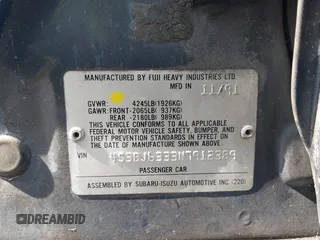 MANUFACTURED BY FUJI HEAVY INDUSTRIES LTD.
MFD IN 11/91
GVWR: 4245LB(1926KG)
GAWR:FRONT-2065LB( 937KG)
REAR -2180LB( 989KG)
THIS VEHICLE CONFORMS TO ALL APPLICABLE
FEDERAL MOTOR VEHICLE SAFETY, BUMPER, AND
THEFT PREVENTION STANDARDS IN EFFECT ON
THE DATE OF MANUFACTURE SHOWN ABOVE.
VIN
PASSENGER CAR
ASSEMBLED BY SUBARU-ISUZU AUTOMOTIVE INC. (220)
DREAMBID